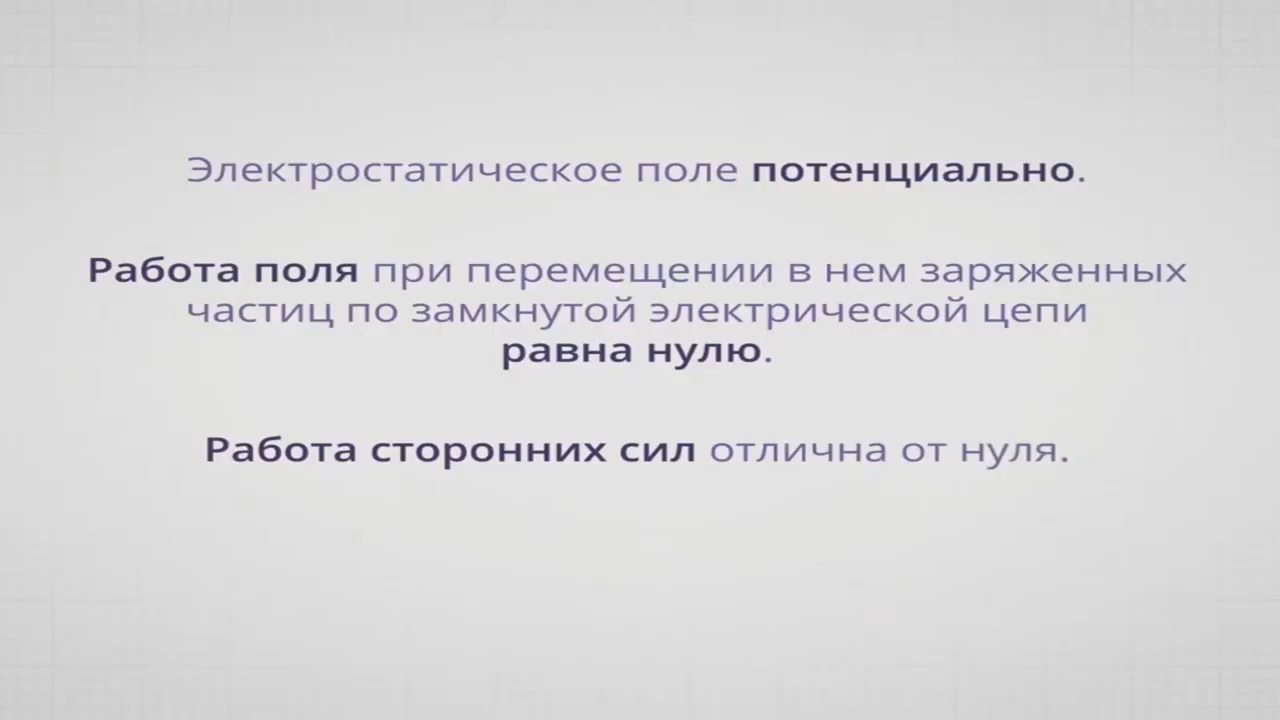 Электростатическое поле потенциально.
Работа поля при перемещении в нем заряженных
частиц по замкнутой электрической цепи
равна нулю.
Работа сторонних сил отлична от нуля.